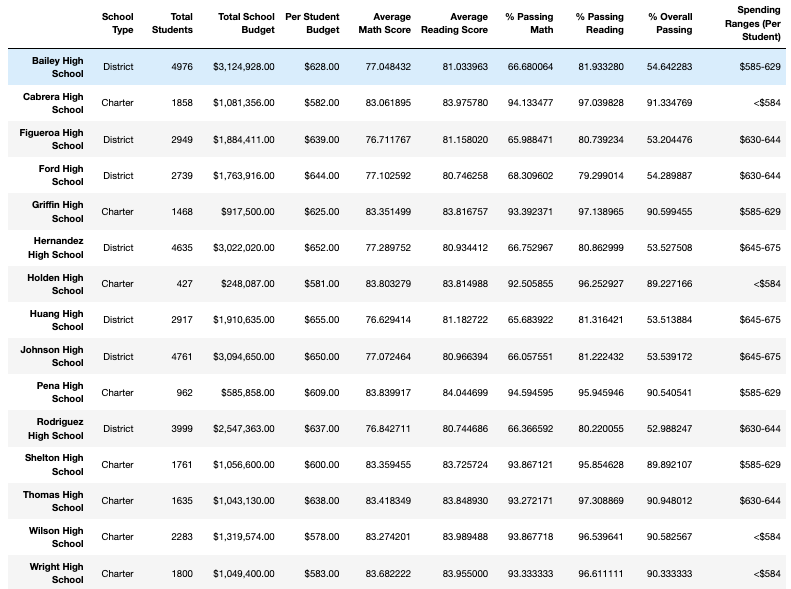 School Type Total Students Total School Budget Per Student Budget Average Math Score Average Reading Score % Passing Math % Passing Reading % Overall Passing Spending Ranges (Per Student)
Bailey High School District 4976 $3,124,928.00 $628.00 77.048432 81.033963 66.680064 81.933280 54.642283 $585-629
Cabrera High School Charter 1858 $1,081,356.00 $582.00 83.061895 83.975780 94.133477 97.039828 91.334769 <$584
Figueroa High School District 2949 $1,884,411.00 $639.00 76.711767 81.158020 65.988471 80.739234 53.204476 $630-644
Ford High School District 2739 $1,763,916.00 $644.00 77.102592 80.746258 68.309602 79.299014 54.289887 $630-644
Griffin High School Charter 1468 $917,500.00 $625.00 83.351499 83.816757 93.392371 97.138965 90.599455 $585-629
Hernandez High School District 4635 $3,022,020.00 $652.00 77.289752 80.934412 66.752967 80.862999 53.527508 $645-675
Holden High School Charter 427 $248,087.00 $581.00 83.803279 83.814988 92.505855 96.252927 89.227166 <$584
Huang High School District 2917 $1,910,635.00 $655.00 76.629414 81.182722 65.683922 81.316421 53.513884 $645-675
Johnson High School District 4761 $3,094,650.00 $650.00 77.072464 80.966394 66.057551 81.222432 53.539172 $645-675
Pena High School Charter 962 $585,858.00 $609.00 83.839917 84.044699 94.594595 95.945946 90.540541 $585-629
Rodriguez High School District 3999 $2,547,363.00 $637.00 76.842711 80.744686 66.366592 80.220055 52.988247 $630-644
Shelton High School Charter 1761 $1,056,600.00 $600.00 83.359455 83.725724 93.867121 95.854628 89.892107 $585-629
Thomas High School Charter 1635 $1,043,130.00 $638.00 83.418349 83.848930 93.272171 97.308869 90.948012 $630-644
Wilson High School Charter 2283 $1,319,574.00 $578.00 83.274201 83.989488 93.867718 96.539641 90.582567 <$584
Wright High School Charter 1800 $1,049,400.00 $583.00 83.682222 83.955000 93.333333 96.611111 90.333333 <$584